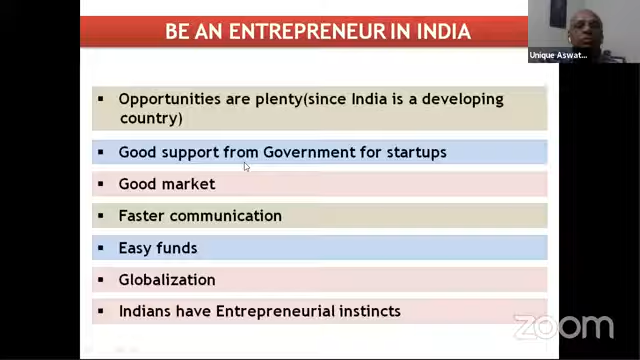 BE AN ENTREPRENEUR IN INDIA
Unique Aswat...
▪ Opportunities are plenty(since India is a developing
country)
▪ Good support from Government for startups
▪ Good market
▪ Faster communication
▪ Easy funds
▪ Globalization
▪ Indians have Entrepreneurial instincts
zoom